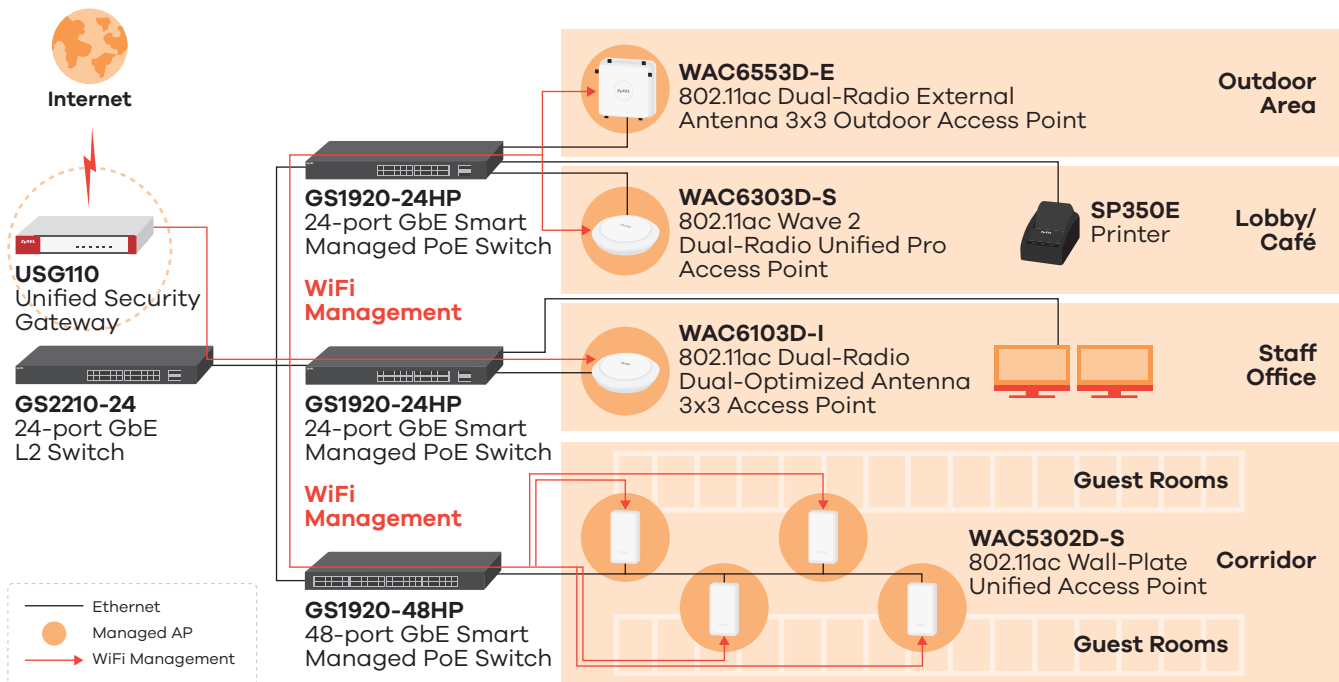 Internet
USG110
Unified Security
Gateway
GS2210-24
24-port GbE
L2 Switch
GS1920-24HP
24-port GbE Smart
Managed PoE Switch
WiFi
Management
GS1920-24HP
24-port GbE Smart
Managed PoE Switch
WiFi
Management
GS1920-48HP
48-port GbE Smart
Managed PoE Switch
WAC6553D-E
802.11ac Dual-Radio External
Antenna 3x3 Outdoor Access Point
Outdoor
Area
WAC6303D-S
802.11ac Wave 2
Dual-Radio Unified Pro
Access Point
SP350E
Printer
Lobby/
Café
WAC6103D-I
802.11ac Dual-Radio
Dual-Optimized Antenna
3x3 Access Point
Staff
Office
Guest Rooms
WAC5302D-S
802.11ac Wall-Plate
Unified Access Point
Corridor
Guest Rooms
Ethernet
Managed AP
WiFi Management
ZyXEL
ZyXEL